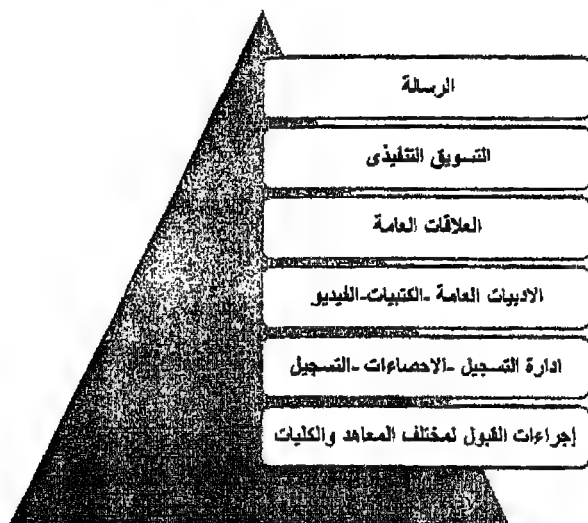 الرسالة
التسويق التنفيذى
العلاقات العامة
الادبيات العامة -الكتيبات-الفيديو
ادارة التسجيل -الاحصاءات -التسجيل
إجراءات القبول لمختلف المعاهد والكليات